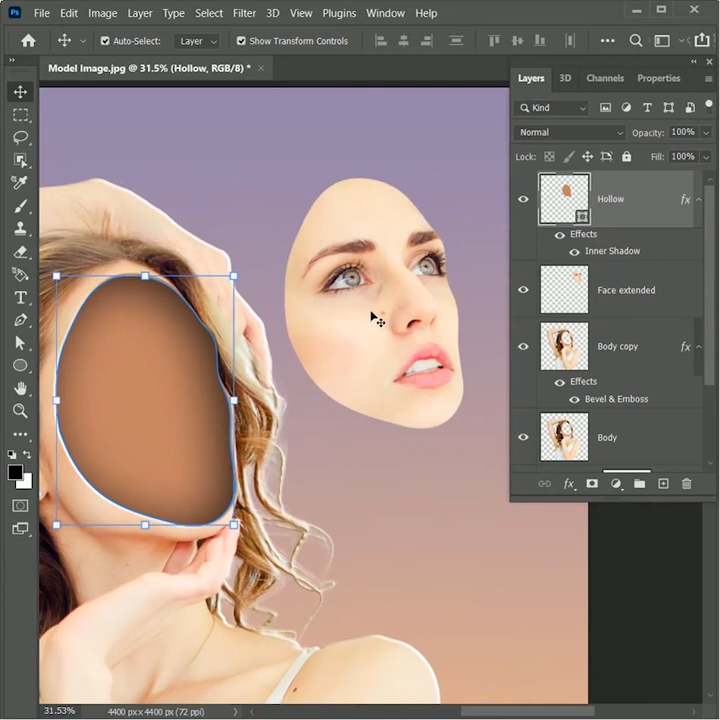 Ps File Edit Image Layer Type Select Filter 3D View Plugins Window Help
Auto-Select: Layer Show Transform Controls
Model Image.jpg @ 31.5% (Hollow, RGB/8) *
Layers 3D Channels Properties
Kind
Normal Opacity: 100%
Lock: Fill: 100%
Hollow fx
Effects
Inner Shadow
Face extended
Body copy fx
Effects
Bevel & Emboss
Body
fx
31.53% 4400 px x 4400 px (72 ppi)